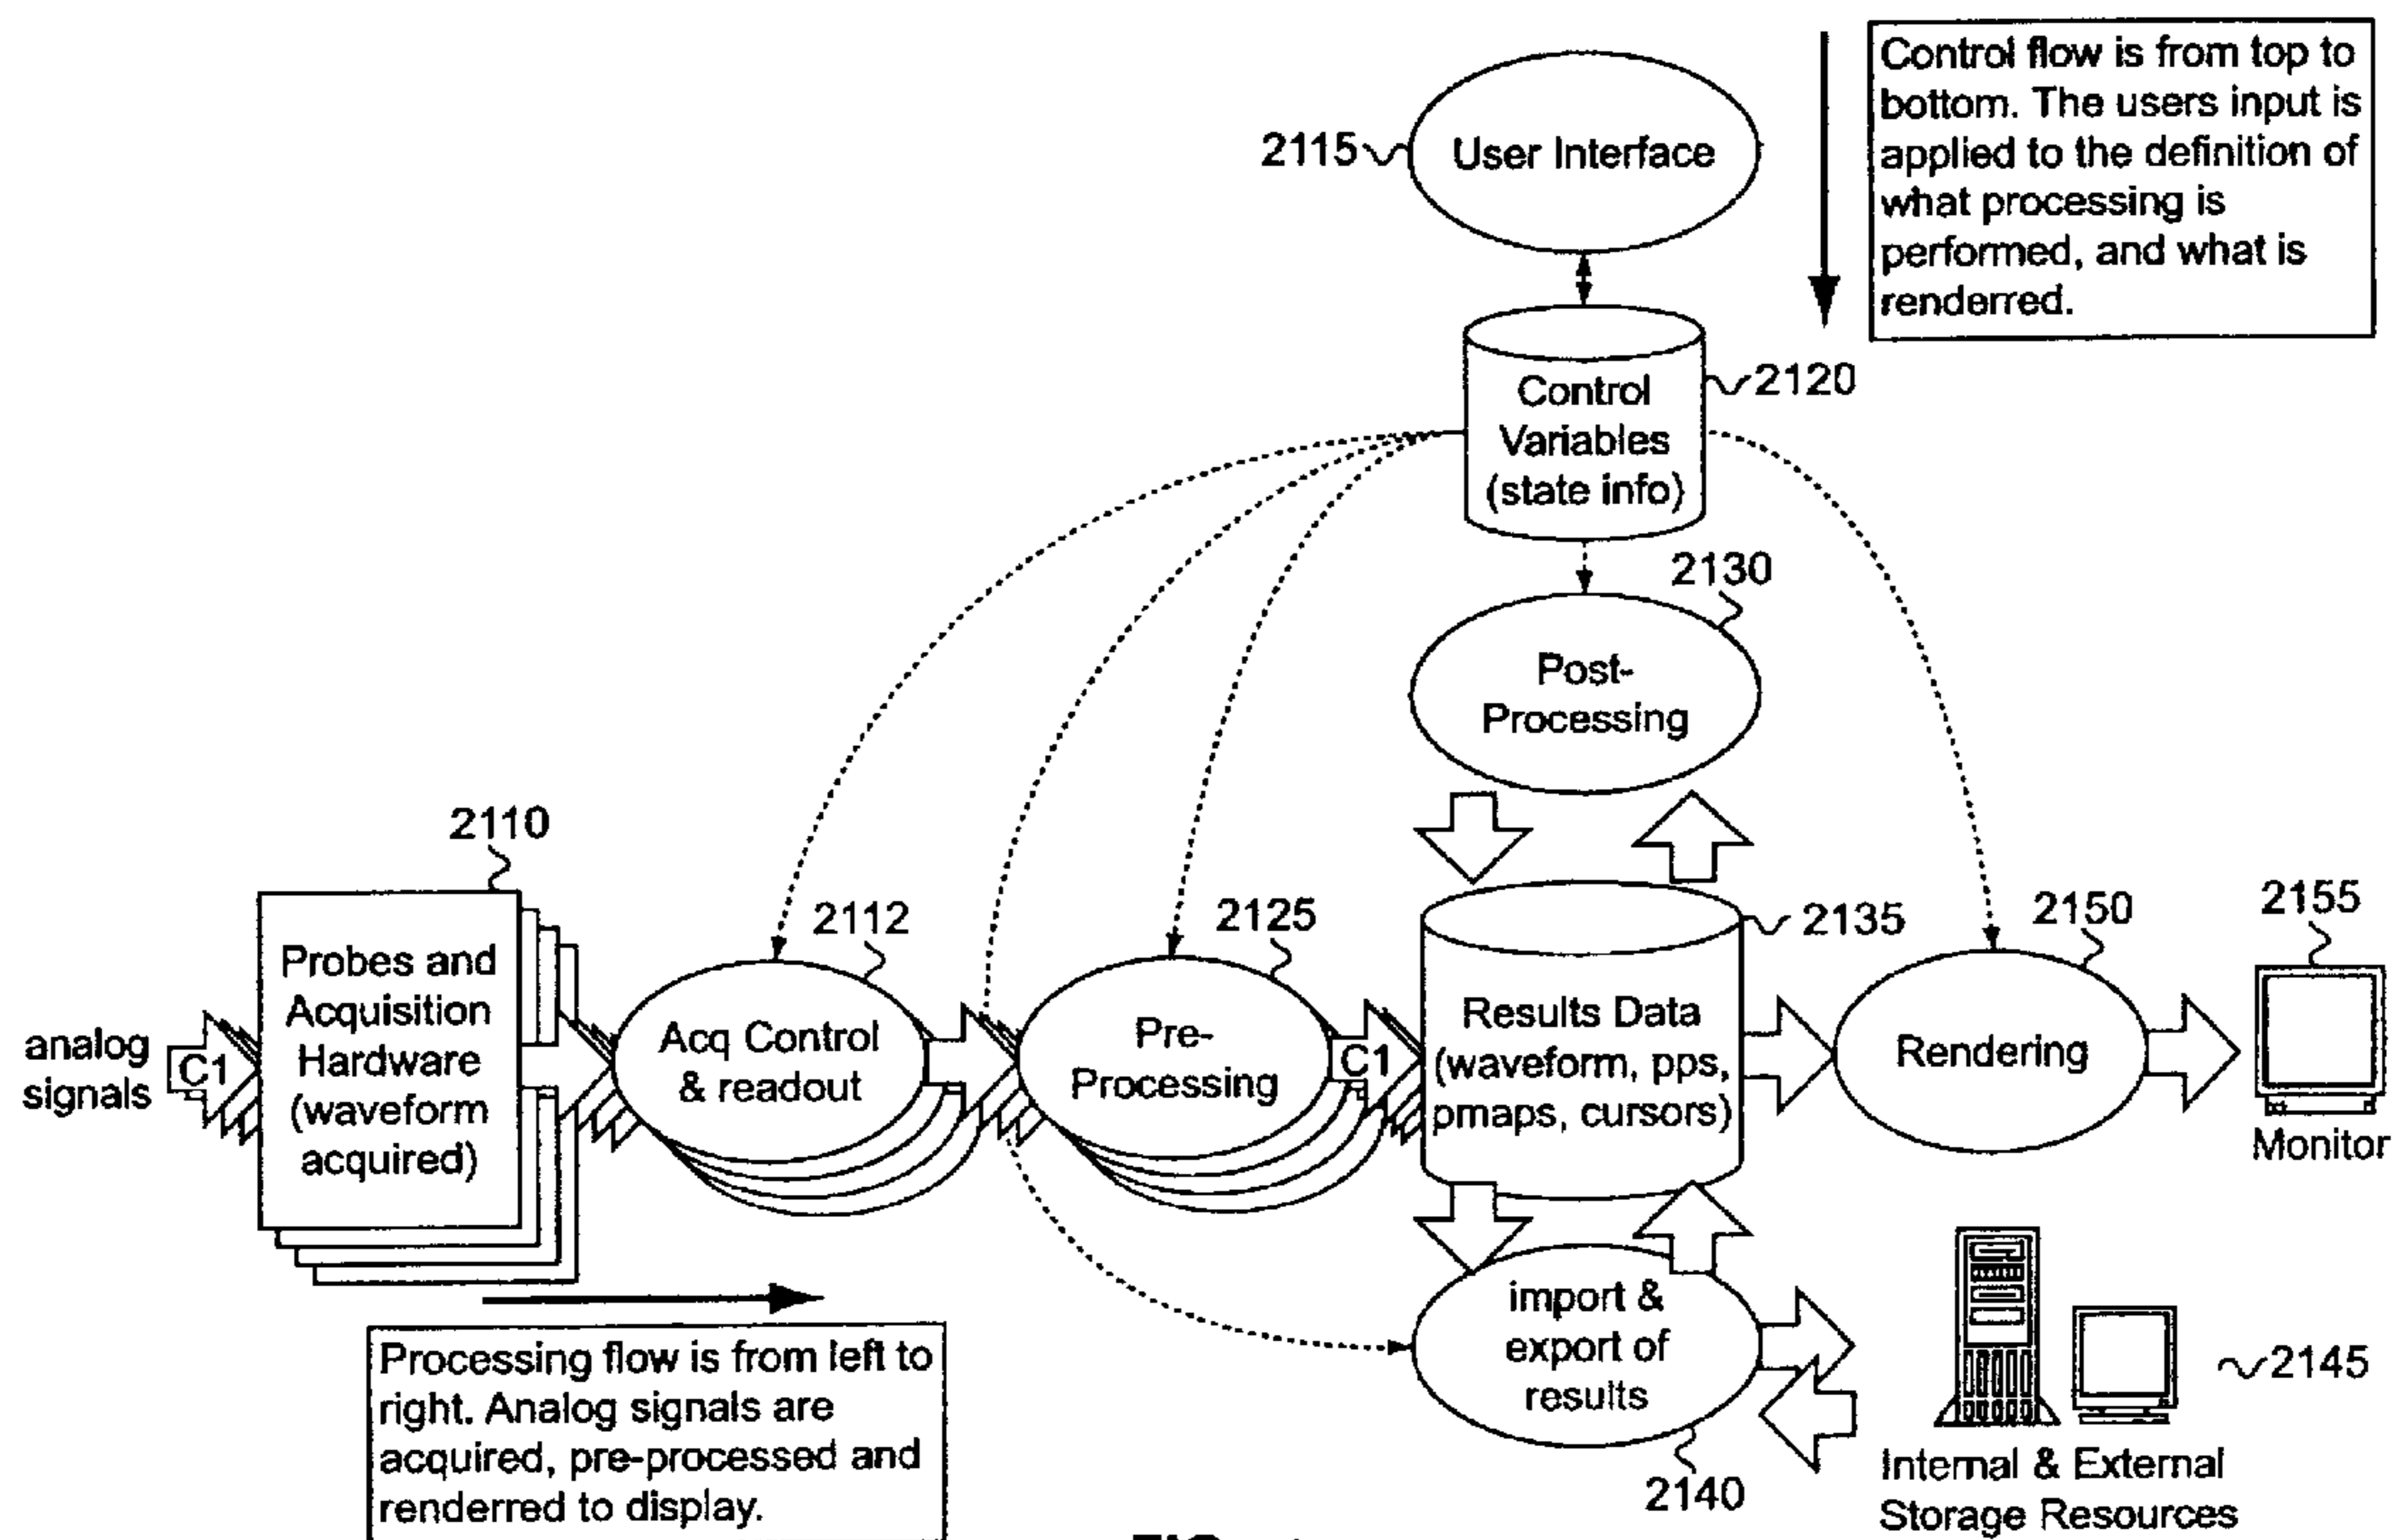 Control flow is from top to
bottom. The users input is
applied to the definition of
what processing is
performed, and what is
renderred.
2115
User Interface
2120
Control
Variables
(state info)
2130
Post-
Processing
2110
Probes and
Acquisition
Hardware
(waveform
acquired)
analog
signals
C1
2112
Acq Control
& readout
2125
Pre-
Processing
C1
2135
Results Data
(waveform, pps,
pmaps, cursors)
2150
Rendering
2155
Monitor
Processing flow is from left to
right. Analog signals are
acquired, pre-processed and
renderred to display.
import &
export of
results
2140
2145
Internal & External
Storage Resources